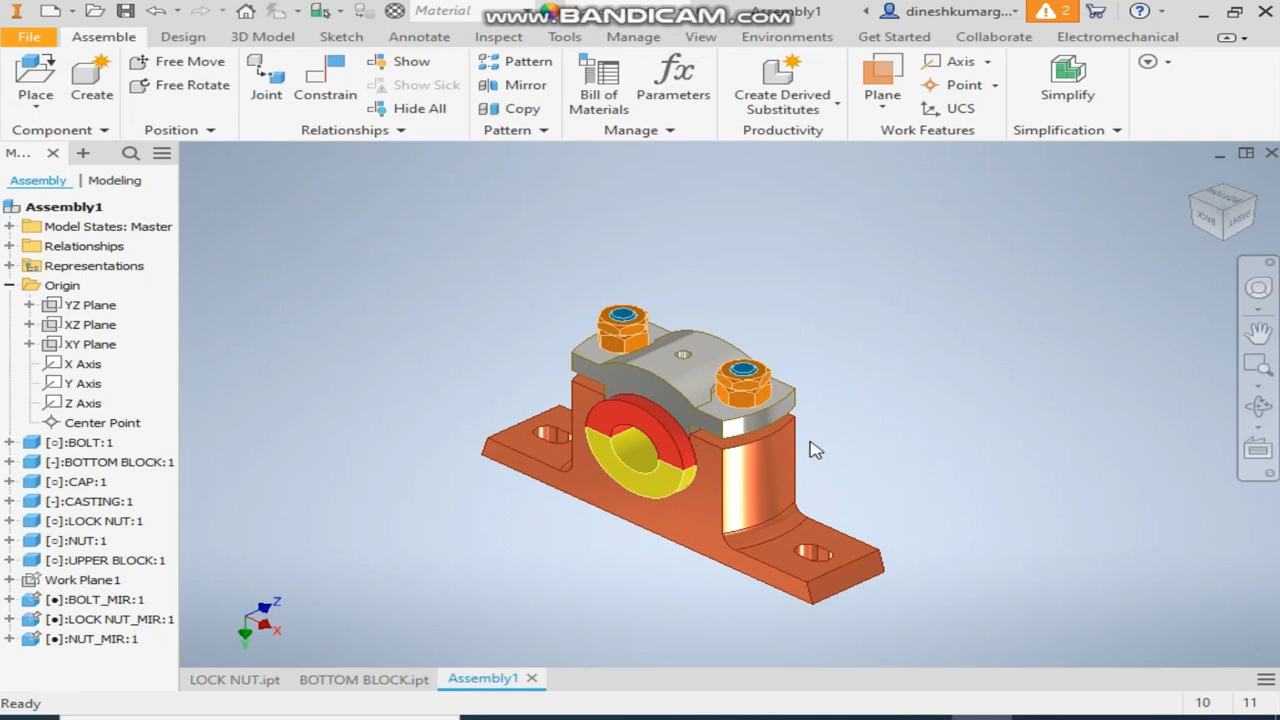 Material
www.BANDICAM.com
Assembly1
dineshkumarg...
2
File
Assemble
Design
3D Model
Sketch
Annotate
Inspect
Tools
Manage
View
Environments
Get Started
Collaborate
Electromechanical
Place
Create
Free Move
Free Rotate
Joint
Constrain
Show
Show Sick
Hide All
Pattern
Mirror
Copy
Bill of
Materials
fx
Parameters
Create Derived
Substitutes
Plane
Axis
Point
UCS
Simplify
Component
Position
Relationships
Pattern
Manage
Productivity
Work Features
Simplification
M...
Assembly | Modeling
Assembly1
Model States: Master
Relationships
Representations
Origin
YZ Plane
XZ Plane
XY Plane
X Axis
Y Axis
Z Axis
Center Point
[○]:BOLT:1
[-]:BOTTOM BLOCK:1
[○]:CAP:1
[-]:CASTING:1
[○]:LOCK NUT:1
[○]:NUT:1
[○]:UPPER BLOCK:1
Work Plane1
[●]:BOLT_MIR:1
[●]:LOCK NUT_MIR:1
[●]:NUT_MIR:1
BACK
RIGHT
Z
X
Y
LOCK NUT.ipt
BOTTOM BLOCK.ipt
Assembly1
Ready
10
11